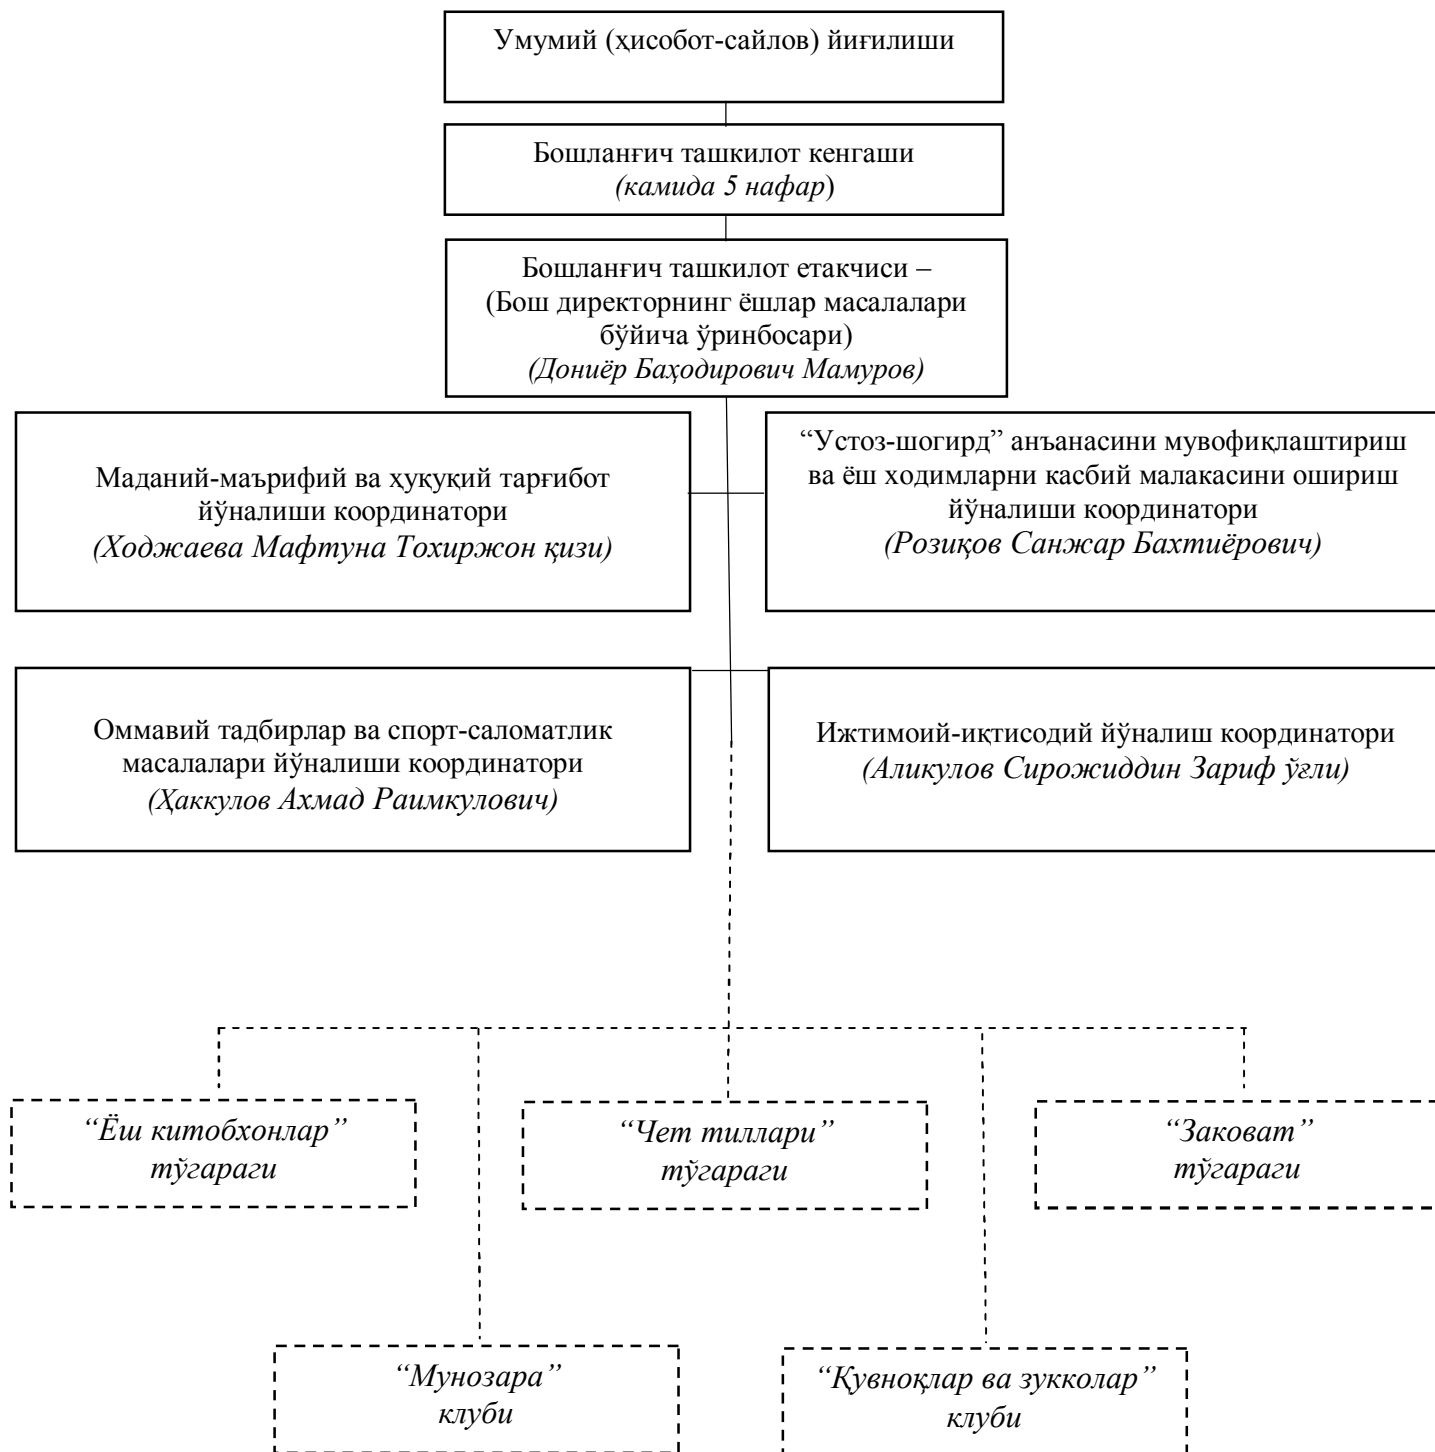 Умумий (ҳисобот-сайлов) йиғилиши
Бошланғич ташкилот кенгаши
(камида 5 нафар)
Бошланғич ташкилот етакчиси –
(Бош директорнинг ёшлар масалалари
бўйича ўринбосари)
(Дониёр Баҳодирович Мамуров)
Маданий-маърифий ва ҳуқуқий тарғибот
йўналиши координатори
(Ходжаева Мафтуна Тохиржон қизи)
“Устоз-шогирд” анъанасини мувофиқлаштириш
ва ёш ходимларни касбий малакасини ошириш
йўналиши координатори
(Розиқов Санжар Бахтиёрович)
Оммавий тадбирлар ва спорт-саломатлик
масалалари йўналиши координатори
(Ҳаккулов Ахмад Раимкулович)
Ижтимоий-иқтисодий йўналиш координатори
(Аликулов Сирожиддин Зариф ўғли)
“Ёш китобхонлар”
тўгараги
“Чет тиллари”
тўгараги
“Заковат”
тўгараги
“Мунозара”
клуби
“Қувноқлар ва зукколар”
клуби